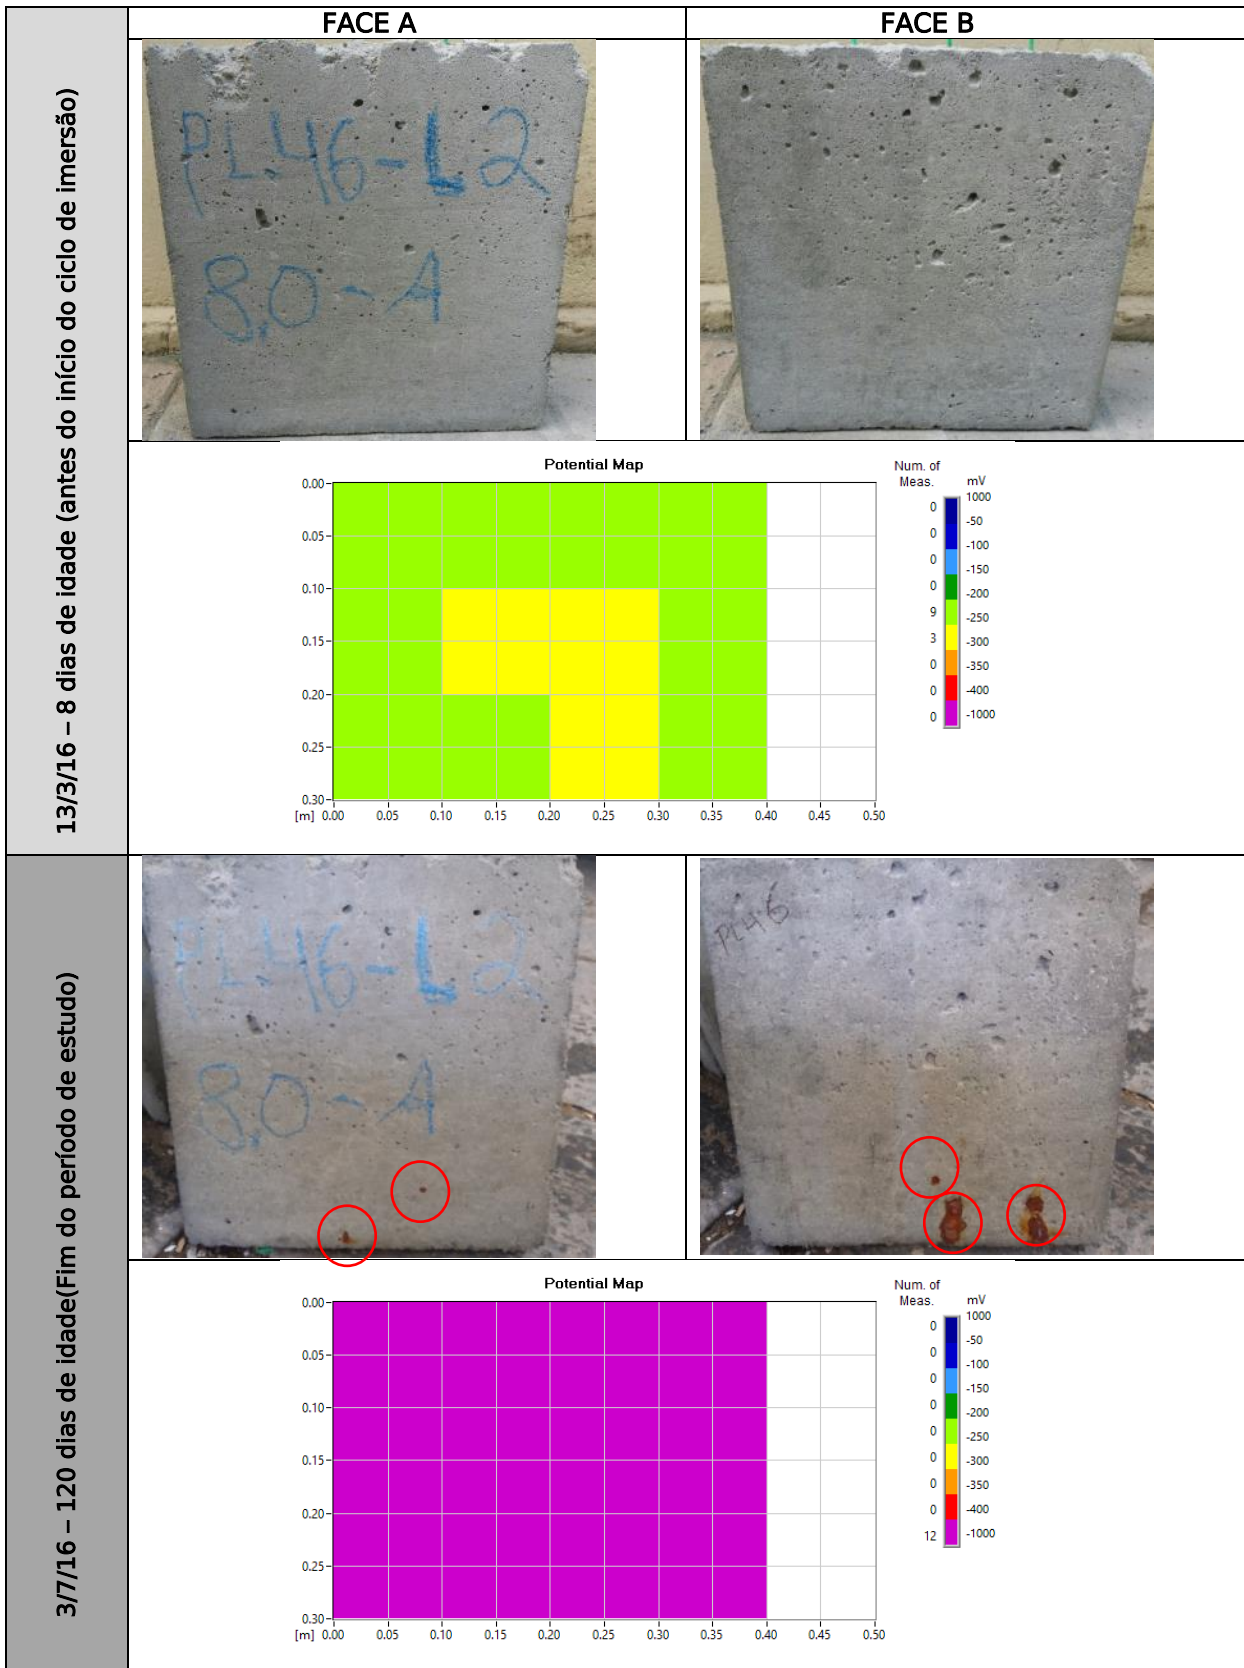 FACE A
FACE B
13/3/16 – 8 dias de idade (antes do início do ciclo de imersão)
PL.46-L2
8,0-A
Potential Map
Num. of
Meas.
mV
0.00
0.05
0.10
0.15
0.20
0.25
0.30
[m] 0.00 0.05 0.10 0.15 0.20 0.25 0.30 0.35 0.40 0.45 0.50
0
0
0
0
9
3
0
0
0
1000
-50
-100
-150
-200
-250
-300
-350
-400
-1000
3/7/16 – 120 dias de idade(Fim do período de estudo)
PL.46-L2
8,0-A
PL46
Potential Map
Num. of
Meas.
mV
0.00
0.05
0.10
0.15
0.20
0.25
0.30
[m] 0.00 0.05 0.10 0.15 0.20 0.25 0.30 0.35 0.40 0.45 0.50
0
0
0
0
0
0
0
0
12
1000
-50
-100
-150
-200
-250
-300
-350
-400
-1000